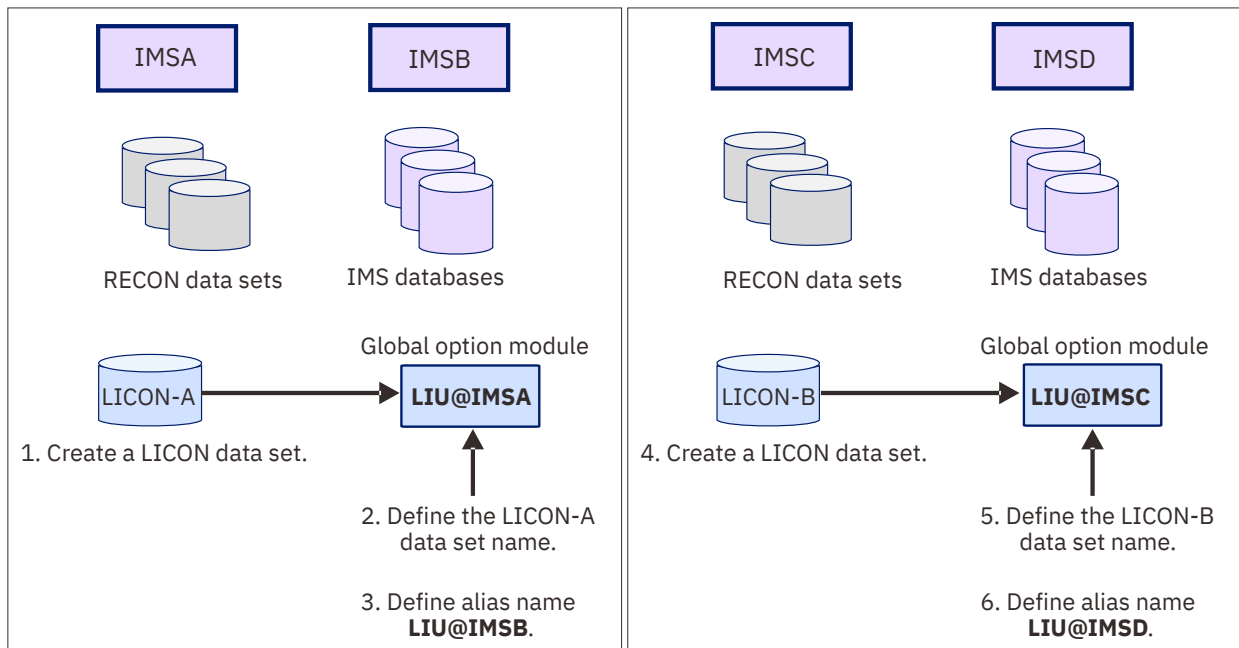 IMSA
IMSB
RECON data sets
IMS databases
Global option module
LICON-A
LIU@IMSA
1. Create a LICON data set.
2. Define the LICON-A
data set name.
3. Define alias name
LIU@IMSB.
IMSC
IMSD
RECON data sets
IMS databases
Global option module
LICON-B
LIU@IMSC
4. Create a LICON data set.
5. Define the LICON-B
data set name.
6. Define alias name
LIU@IMSD.